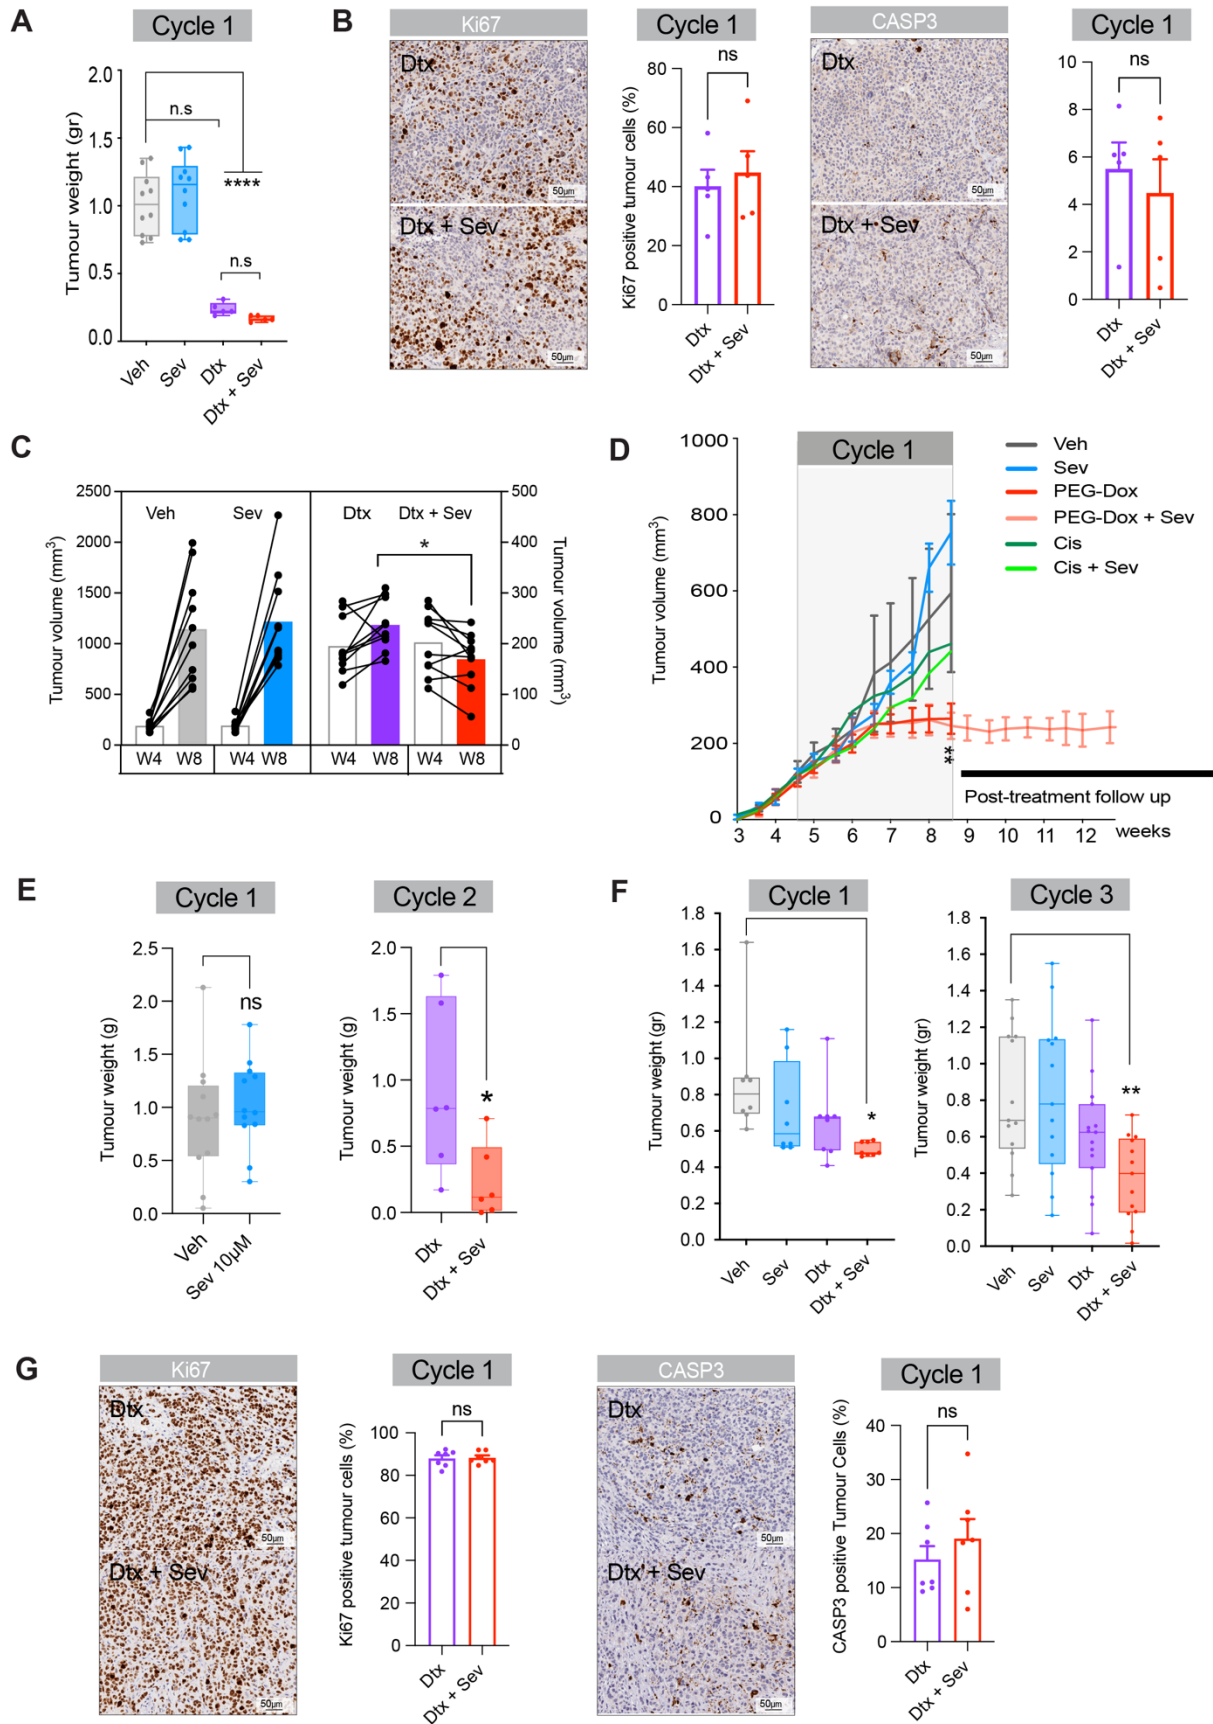 A
Cycle 1
Tumour weight (gr)
2.0
1.5
1.0
0.5
0.0
n.s
****
n.s
Veh
Sev
Dtx
Dtx + Sev
B
Ki67
Dtx
50µm
Dtx + Sev
50µm
Cycle 1
Ki67 positive tumour cells (%)
80
60
40
20
0
ns
Dtx
Dtx + Sev
CASP3
Dtx
50µm
Dtx + Sev
50µm
Cycle 1
10
8
6
4
2
0
ns
Dtx
Dtx + Sev
C
Tumour volume (mm³)
2500
2000
1500
1000
500
0
Veh
Sev
Dtx
Dtx + Sev
*
W4
W8
W4
W8
W4
W8
W4
W8
500
400
300
200
100
0
Tumour volume (mm³)
D
Cycle 1
Tumour volume (mm³)
1000
800
600
400
200
0
3
4
5
6
7
8
9
10
11
12
weeks
**
Post-treatment follow up
Veh
Sev
PEG-Dox
PEG-Dox + Sev
Cis
Cis + Sev
E
Cycle 1
Tumour weight (g)
2.5
2.0
1.5
1.0
0.5
0.0
ns
Veh
Sev 10µM
Cycle 2
Tumour weight (g)
2.0
1.5
1.0
0.5
0.0
*
Dtx
Dtx + Sev
F
Cycle 1
Tumour weight (gr)
1.8
1.6
1.4
1.2
1.0
0.8
0.6
0.4
0.2
0.0
*
Veh
Sev
Dtx
Dtx + Sev
Cycle 3
Tumour weight (gr)
1.8
1.6
1.4
1.2
1.0
0.8
0.6
0.4
0.2
0.0
**
Veh
Sev
Dtx
Dtx + Sev
G
Ki67
Dtx
50µm
Dtx + Sev
50µm
Cycle 1
Ki67 positive tumour cells (%)
100
80
60
40
20
0
ns
Dtx
Dtx + Sev
CASP3
Dtx
50µm
Dtx + Sev
50µm
Cycle 1
CASP3 positive Tumour Cells (%)
40
30
20
10
0
ns
Dtx
Dtx + Sev